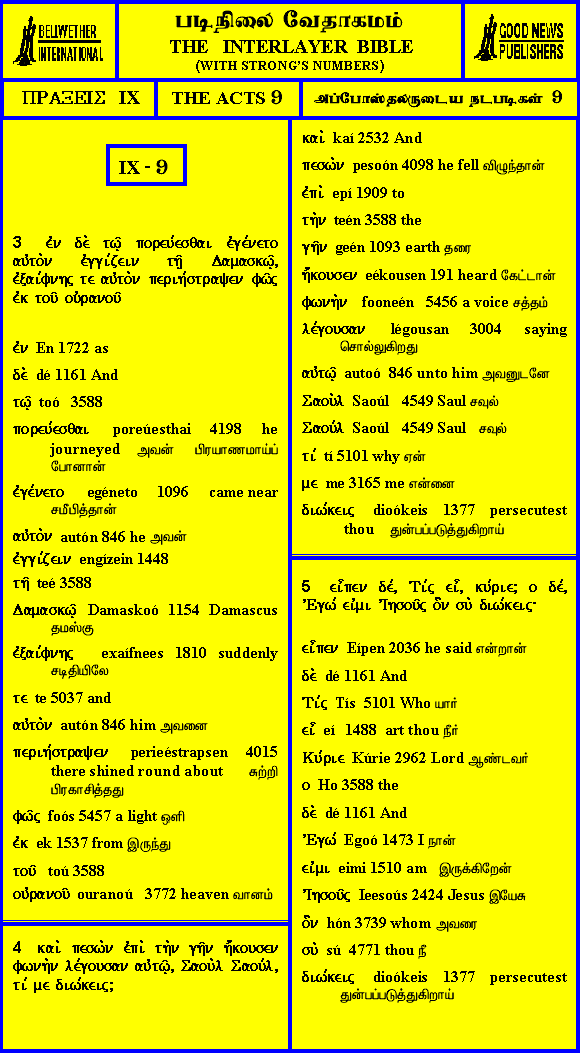 BELLWETHER
INTERNATIONAL
படிநிலை வேதாகமம்
THE INTERLAYER BIBLE
(WITH STRONG'S NUMBERS)
GOOD NEWS
PUBLISHERS
ΠΡΑΞΕΙΣ IX
THE ACTS 9
அப்போஸ்தலருடைய நடபடிகள் 9
IX - 9
3 ἐν δὲ τῷ πορεύεσθαι ἐγένετο
αὐτὸν ἐγγίζειν τῇ Δαμασκῷ,
ἐξαίφνης τε αὐτὸν περιήστραψεν φῶς
ἐκ τοῦ οὐρανοῦ
ἐν En 1722 as
δὲ dé 1161 And
τῷ toó 3588
πορεύεσθαι poreúesthai 4198 he
journeyed அவன் பிரயாணமாய்ப்
போனான்
ἐγένετο egéneto 1096 came near
சமீபித்தான்
αὐτὸν autón 846 he அவன்
ἐγγίζειν engízein 1448
τῇ teé 3588
Δαμασκῷ Damaskoó 1154 Damascus
தமஸ்கு
ἐξαίφνης exaífnees 1810 suddenly
சடிதியிலே
τε te 5037 and
αὐτὸν autón 846 him அவனை
περιήστραψεν perieéstrapsen 4015
there shined round about சுற்றி
பிரகாசித்தது
φῶς foós 5457 a light ஒளி
ἐκ ek 1537 from இருந்து
τοῦ toú 3588
οὐρανοῦ ouranoú 3772 heaven வானம்
4 καὶ πεσὼν ἐπὶ τὴν γῆν ἤκουσεν
φωνὴν λέγουσαν αὐτῷ, Σαοὺλ Σαούλ,
τί με διώκεις;
καὶ kaí 2532 And
πεσὼν pesoón 4098 he fell விழுந்தான்
ἐπὶ epí 1909 to
τὴν teén 3588 the
γῆν geén 1093 earth தரை
ἤκουσεν eékousen 191 heard கேட்டான்
φωνὴν fooneén 5456 a voice சத்தம்
λέγουσαν légousan 3004 saying
சொல்லுகிறது
αὐτῷ autoó 846 unto him அவனுடனே
Σαοὺλ Saoúl 4549 Saul சவுல்
Σαούλ Saoúl 4549 Saul சவுல்
τί tí 5101 why ஏன்
με me 3165 me என்னை
διώκεις dioókeis 1377 persecutest
thou துன்பப்படுத்துகிறாய்
5 εἶπεν δέ, Τίς εἶ, κύριε; ο δέ,
Ἐγώ εἰμι Ἰησοῦς ὃν σὺ διώκεις·
εἶπεν Eípen 2036 he said என்றான்
δὲ dé 1161 And
Τίς Tís 5101 Who யார்
εἶ eí 1488 art thou நீர்
Κύριε Kúrie 2962 Lord ஆண்டவர்
ο Ho 3588 the
δὲ dé 1161 And
Ἐγώ Egoó 1473 I நான்
εἰμι eimi 1510 am இருக்கிறேன்
Ἰησοῦς Ieesoús 2424 Jesus இயேசு
ὃν hón 3739 whom அவரை
σὺ sú 4771 thou நீ
διώκεις dioókeis 1377 persecutest
துன்பப்படுத்துகிறாய்